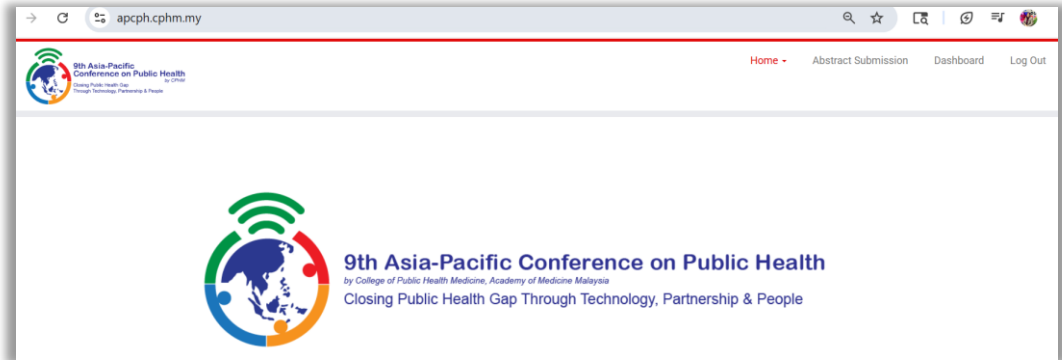 apcph.cphm.my
9th Asia-Pacific
Conference on Public Health
by CPHM
Closing Public Health Gap
Through Technology, Partnership & People
Home
Abstract Submission
Dashboard
Log Out
9th Asia-Pacific Conference on Public Health
by College of Public Health Medicine, Academy of Medicine Malaysia
Closing Public Health Gap Through Technology, Partnership & People